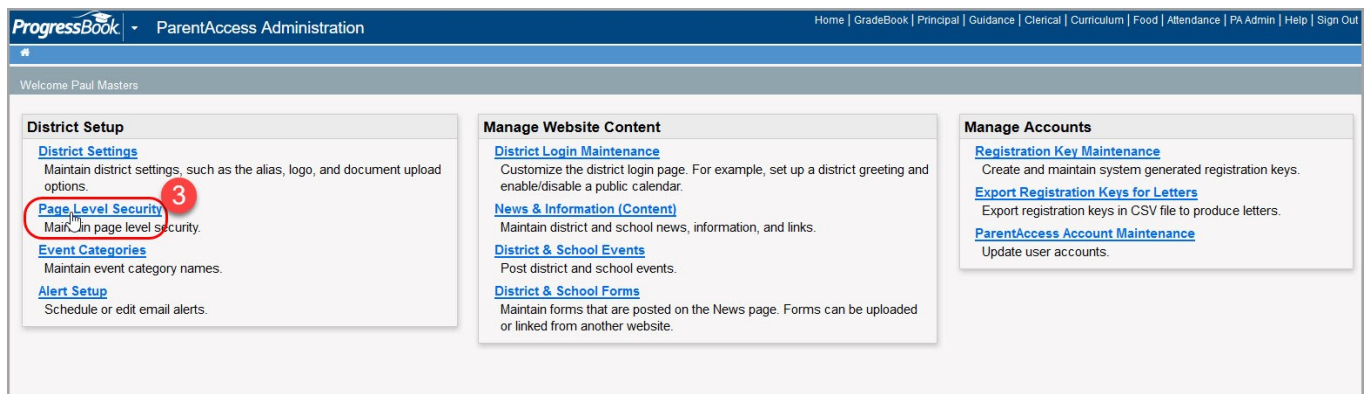 ProgressBook ParentAccess Administration
Home | GradeBook | Principal | Guidance | Clerical | Curriculum | Food | Attendance | PA Admin | Help | Sign Out
Welcome Paul Masters
District Setup
District Settings
Maintain district settings, such as the alias, logo, and document upload
options.
3
Page Level Security
Maintain page level security.
Event Categories
Maintain event category names.
Alert Setup
Schedule or edit email alerts.
Manage Website Content
District Login Maintenance
Customize the district login page. For example, set up a district greeting and
enable/disable a public calendar.
News & Information (Content)
Maintain district and school news, information, and links.
District & School Events
Post district and school events.
District & School Forms
Maintain forms that are posted on the News page. Forms can be uploaded
or linked from another website.
Manage Accounts
Registration Key Maintenance
Create and maintain system generated registration keys.
Export Registration Keys for Letters
Export registration keys in CSV file to produce letters.
ParentAccess Account Maintenance
Update user accounts.